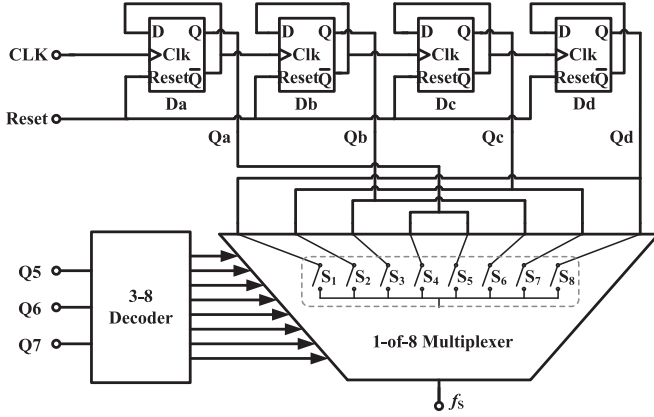 D Q D Q D Q D Q
CLK Clk Clk Clk Clk
Reset Q̅ Reset Q̅ Reset Q̅ Reset Q̅
Da Db Dc Dd
Reset
Qa Qb Qc Qd
S1 S2 S3 S4 S5 S6 S7 S8
Q5
Q6
Q7
3-8
Decoder
1-of-8 Multiplexer
fS